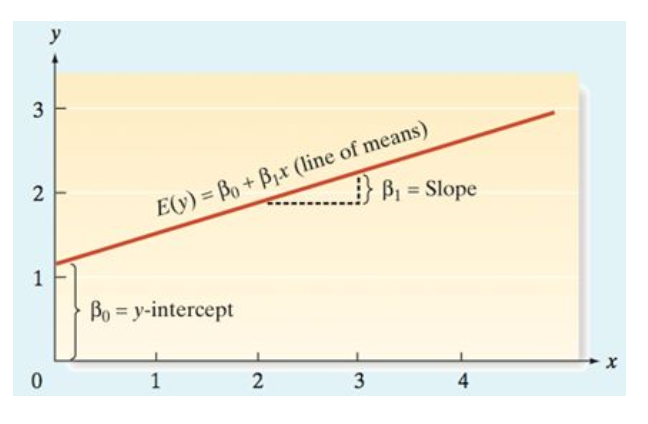 y
3
E(y) = β₀ + β₁x (line of means)
2
β₁ = Slope
1
β₀ = y-intercept
x
0 1 2 3 4